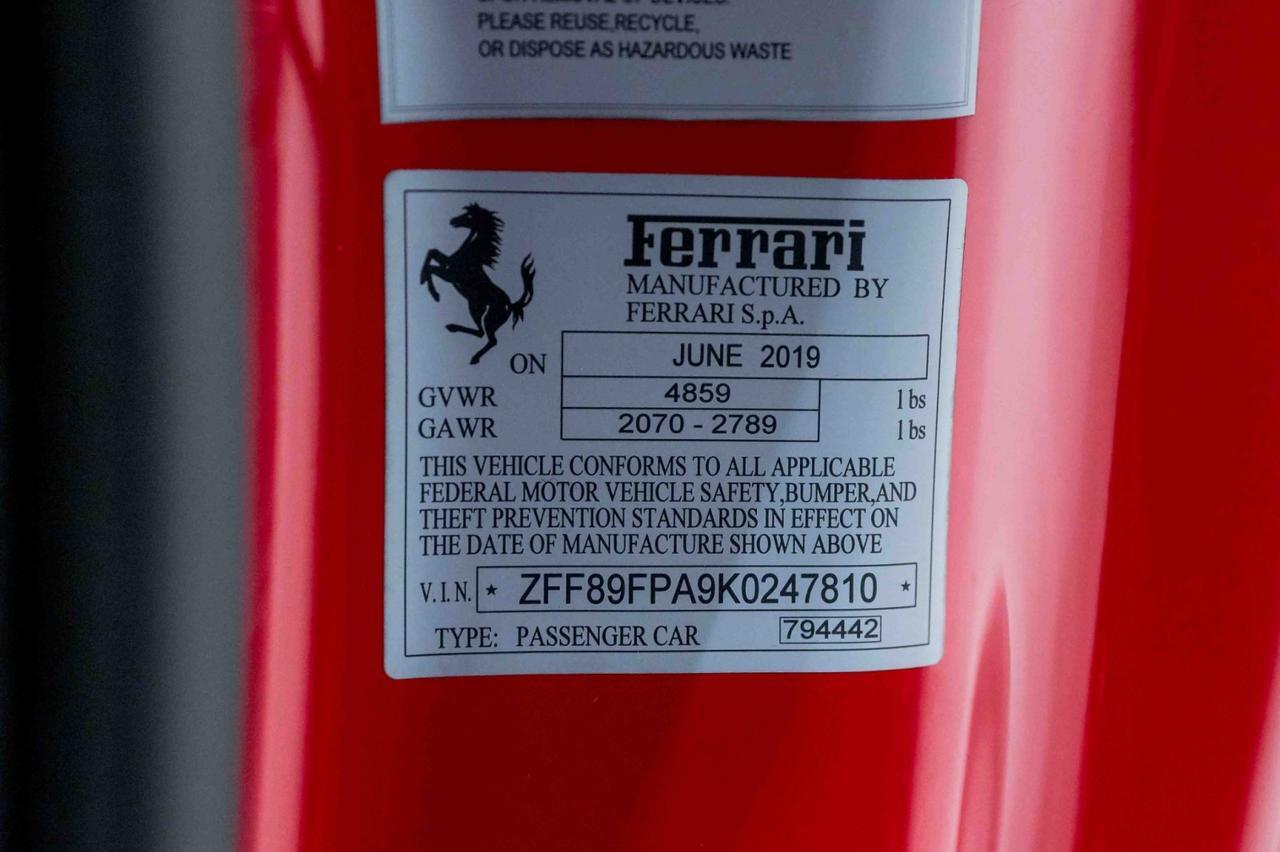 PLEASE REUSE,RECYCLE,
OR DISPOSE AS HAZARDOUS WASTE
Ferrari
MANUFACTURED BY
FERRARI S.p.A.
ON JUNE 2019
GVWR 4859 lbs
GAWR 2070 - 2789 lbs
THIS VEHICLE CONFORMS TO ALL APPLICABLE
FEDERAL MOTOR VEHICLE SAFETY,BUMPER,AND
THEFT PREVENTION STANDARDS IN EFFECT ON
THE DATE OF MANUFACTURE SHOWN ABOVE
V.I.N. * ZFF89FPA9K0247810 *
TYPE: PASSENGER CAR 794442